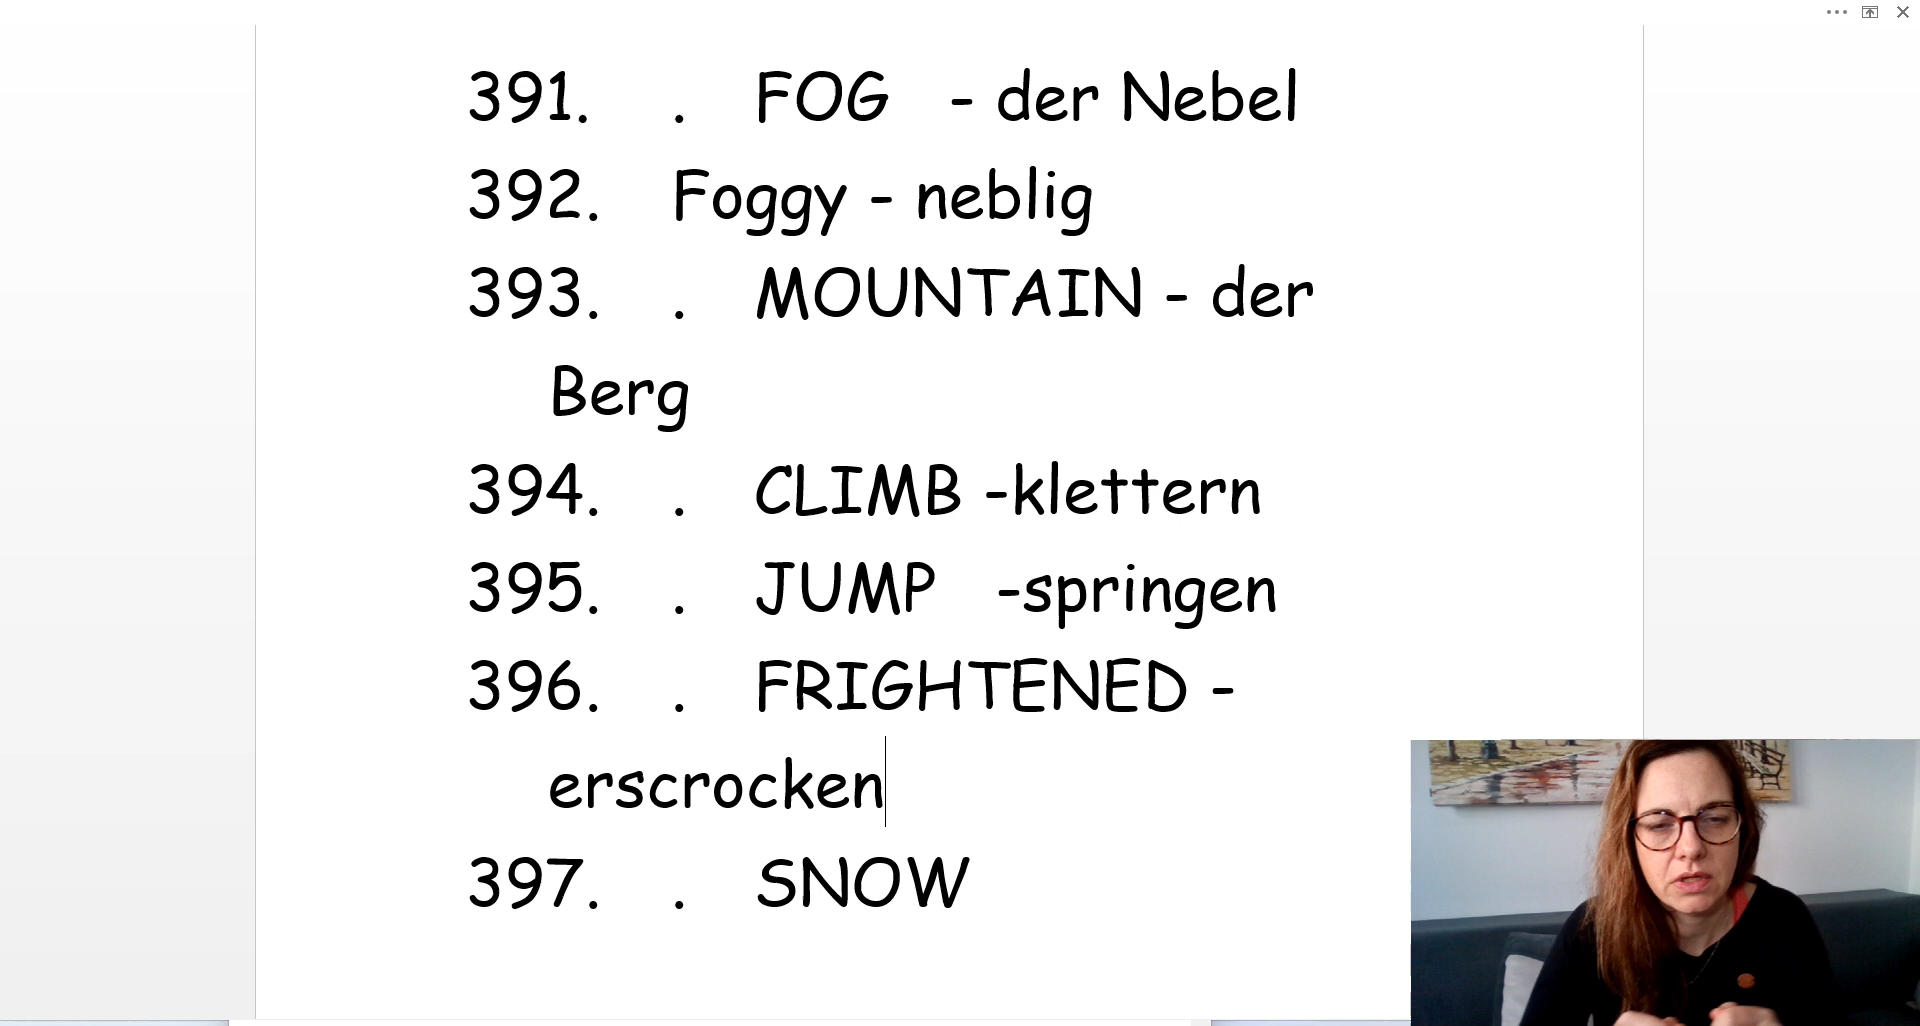 391. . FOG - der Nebel
392. Foggy - neblig
393. . MOUNTAIN - der
Berg
394. . CLIMB -klettern
395. . JUMP -springen
396. . FRIGHTENED -
erscrocken
397. . SNOW